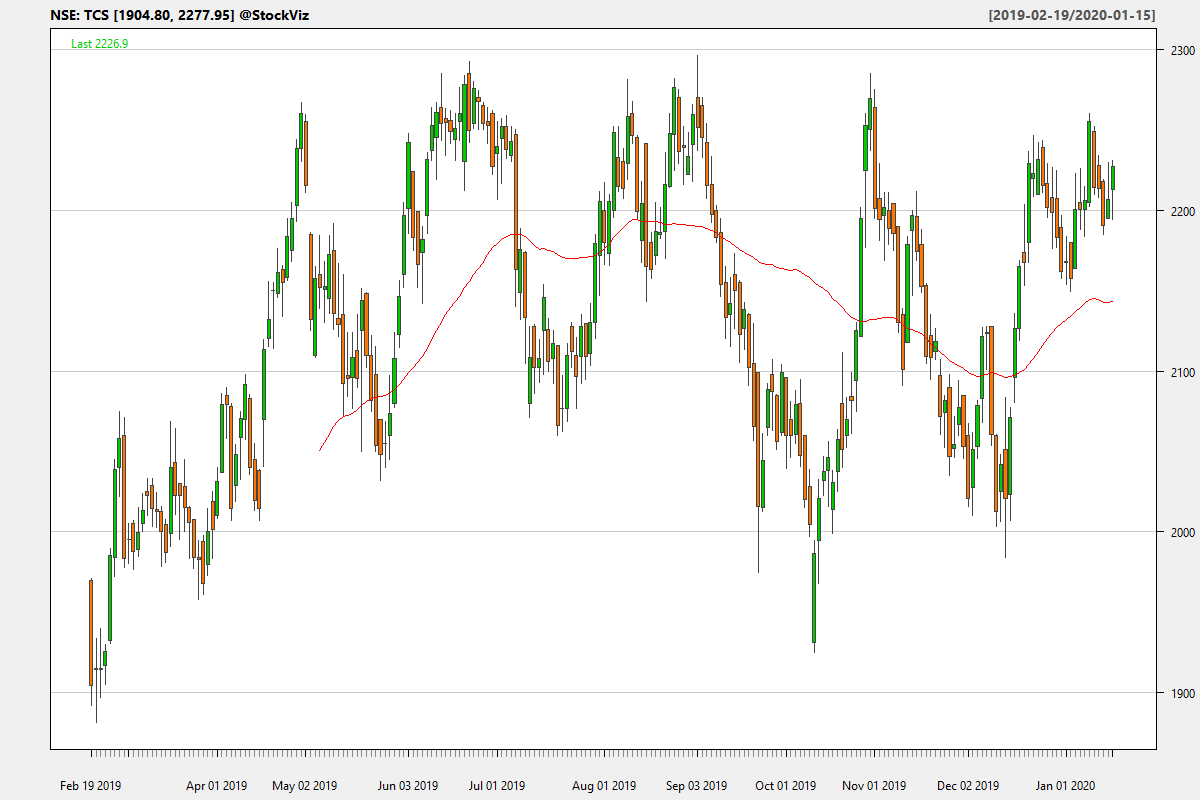 NSE: TCS [1904.80, 2277.95] @StockViz [2019-02-19/2020-01-15]
Last 2226.9
2300
2200
2100
2000
1900
Feb 19 2019 Apr 01 2019 May 02 2019 Jun 03 2019 Jul 01 2019 Aug 01 2019 Sep 03 2019 Oct 01 2019 Nov 01 2019 Dec 02 2019 Jan 01 2020